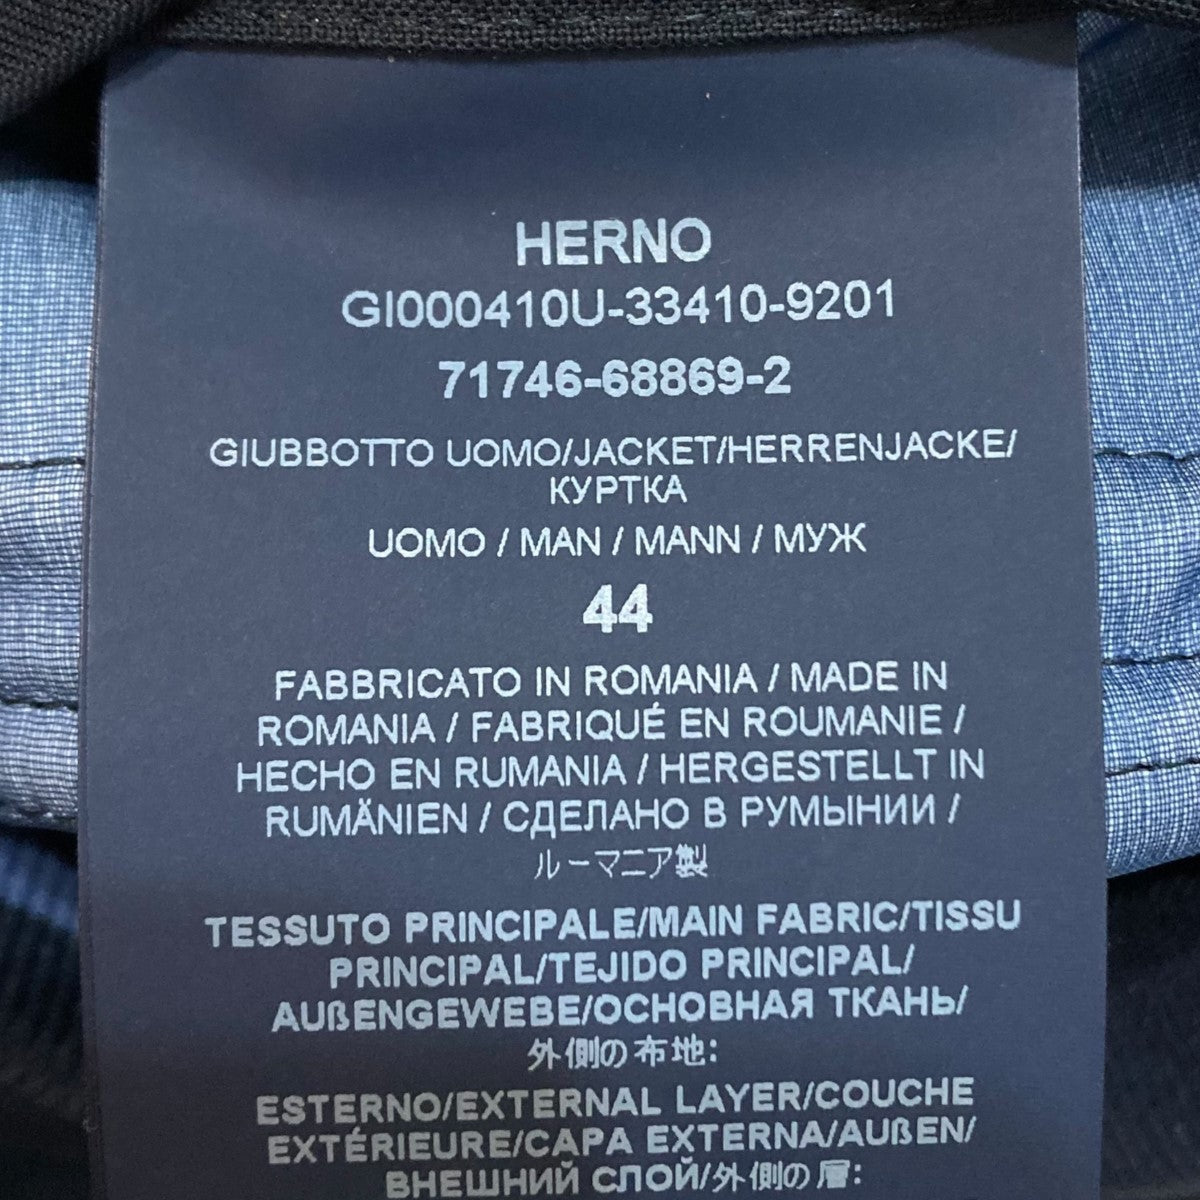 HERNO
GI000410U-33410-9201
71746-68869-2
GIUBBOTTO UOMO/JACKET/HERRENJACKE/
КУРТКА
UOMO / MAN / MANN / МУЖ
44
FABBRICATO IN ROMANIA / MADE IN
ROMANIA / FABRIQUÉ EN ROUMANIE /
HECHO EN RUMANIA / HERGESTELLT IN
RUMÄNIEN / СДЕЛАНО В РУМЫНИИ /
ルーマニア製
TESSUTO PRINCIPALE/MAIN FABRIC/TISSU
PRINCIPAL/TEJIDO PRINCIPAL/
AUßENGEWEBE/ОСНОВНАЯ ТКАНЬ/
外側の布地:
ESTERNO/EXTERNAL LAYER/COUCHE
EXTÉRIEURE/CAPA EXTERNA/AUßEN/
ВНЕШНИЙ СЛОЙ/外側の層: